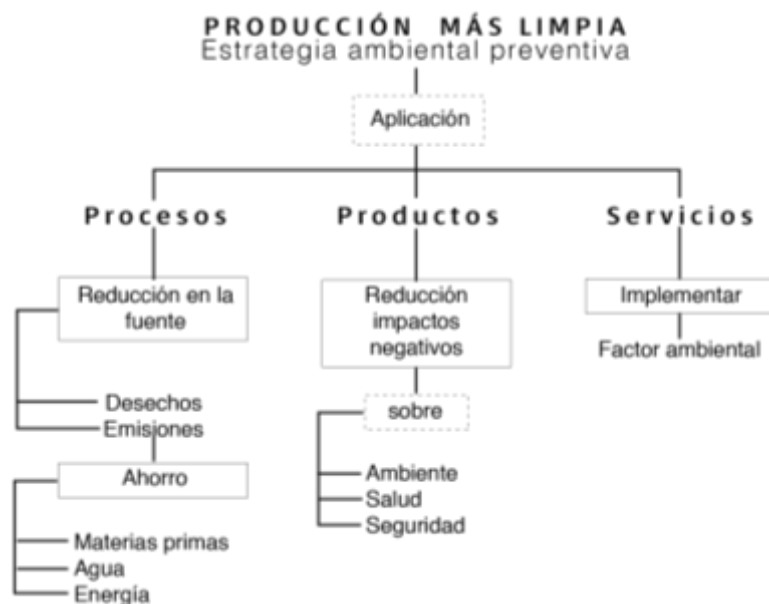 PRODUCCIÓN MÁS LIMPIA
Estrategia ambiental preventiva
Aplicación
Procesos
Productos
Servicios
Reducción en la
fuente
Desechos
Emisiones
Ahorro
Materias primas
Agua
Energía
Reducción
impactos
negativos
sobre
Ambiente
Salud
Seguridad
Implementar
Factor ambiental